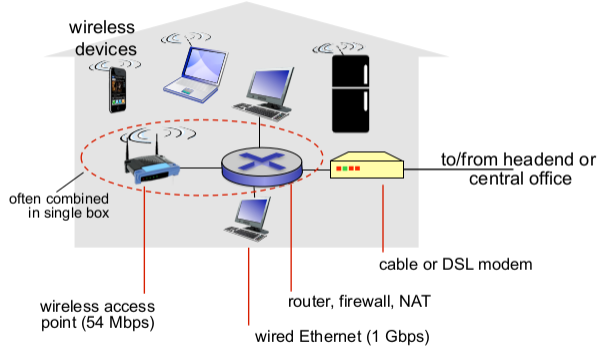 wireless
devices
to/from headend or
central office
often combined
in single box
cable or DSL modem
wireless access
point (54 Mbps)
router, firewall, NAT
wired Ethernet (1 Gbps)